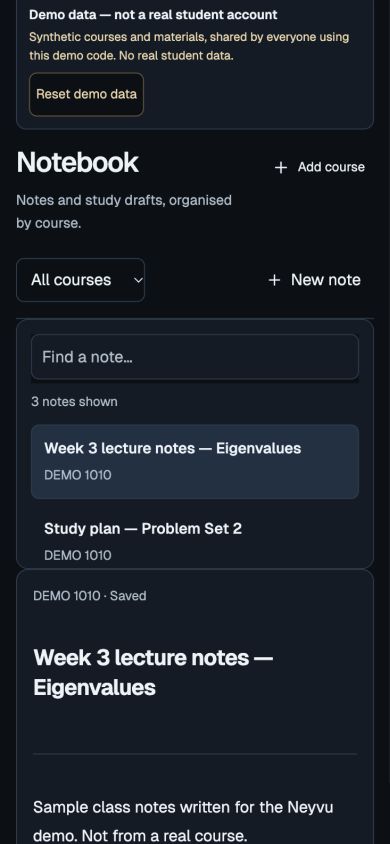 Demo data — not a real student account
Synthetic courses and materials, shared by everyone using
this demo code. No real student data.
Reset demo data
Notebook
+ Add course
Notes and study drafts, organised
by course.
All courses
+ New note
Find a note...
3 notes shown
Week 3 lecture notes — Eigenvalues
DEMO 1010
Study plan — Problem Set 2
DEMO 1010
DEMO 1010 · Saved
Week 3 lecture notes —
Eigenvalues
Sample class notes written for the Neyvu
demo. Not from a real course.